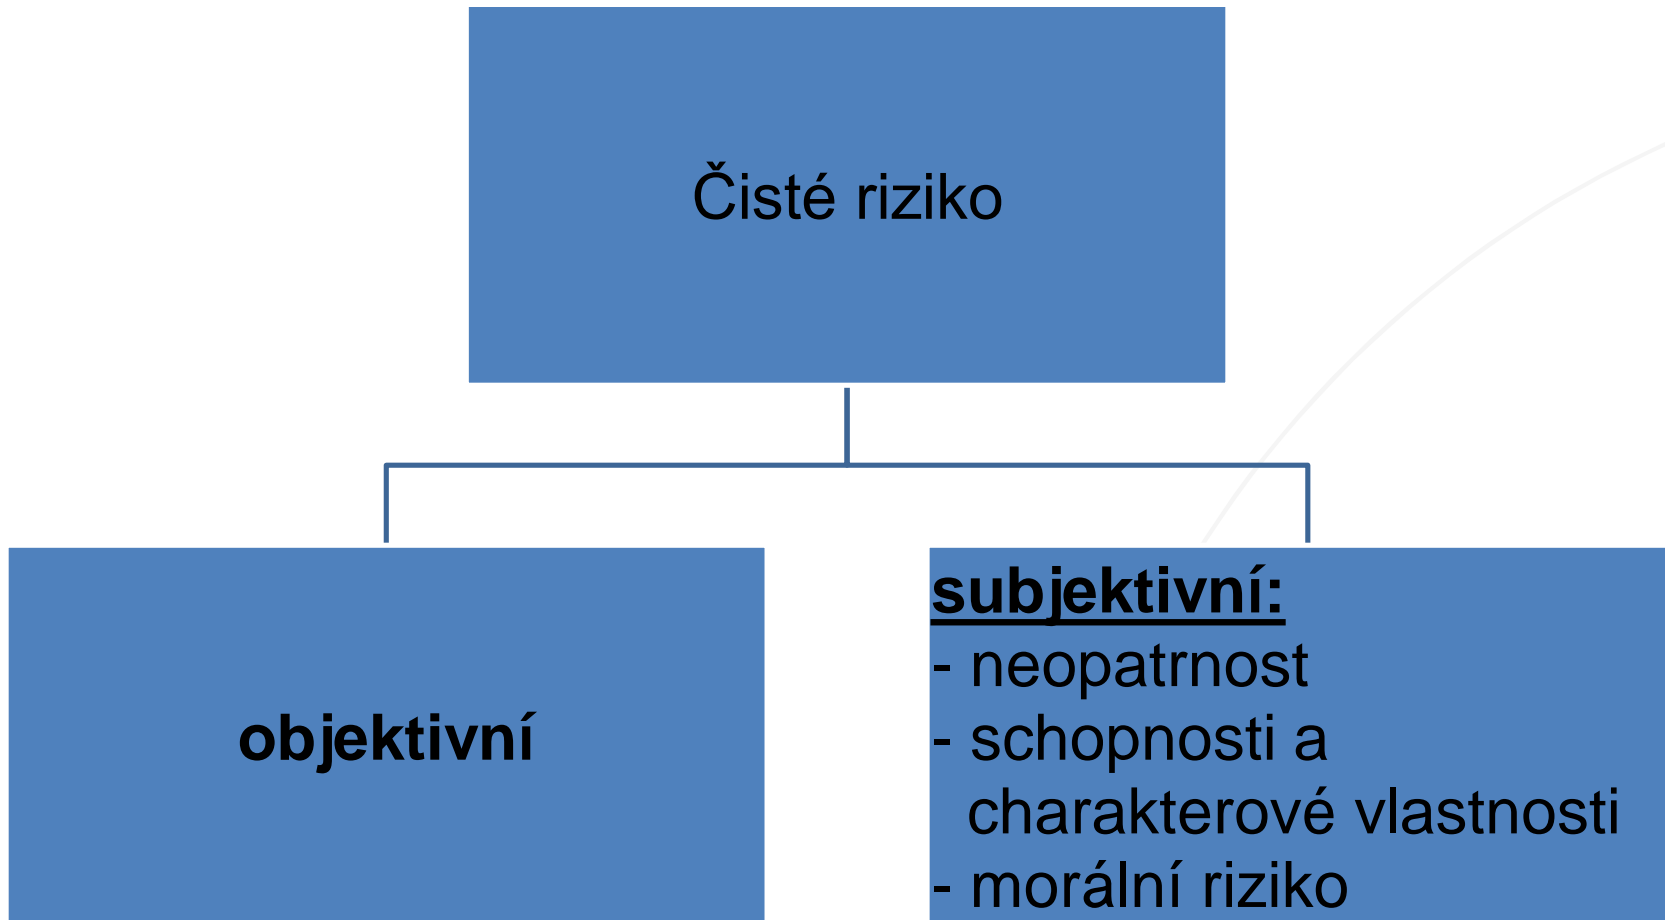 Čisté riziko
objektivní
subjektivní:
- neopatrnost
- schopnosti a
charakterové vlastnosti
- morální riziko